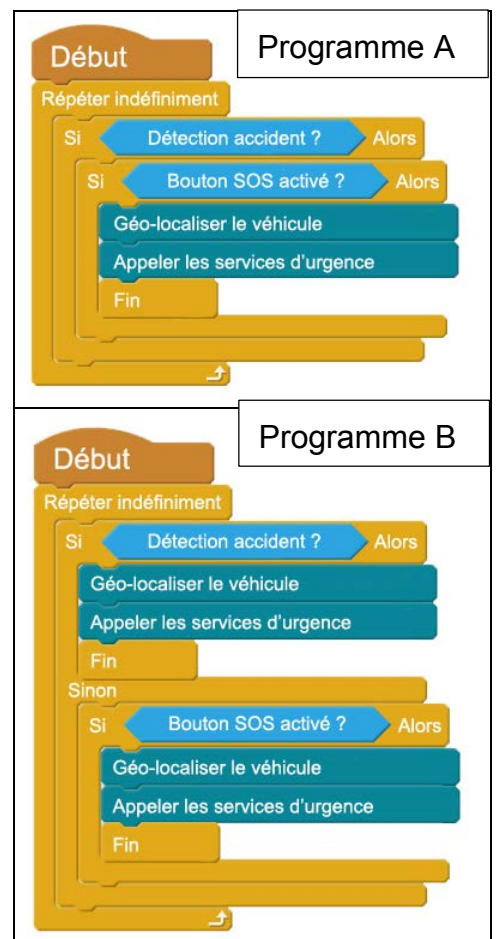 Programme A
Début
Répéter indéfiniment
Si Détection accident ? Alors
Si Bouton SOS activé ? Alors
Géo-localiser le véhicule
Appeler les services d'urgence
Fin
Programme B
Début
Répéter indéfiniment
Si Détection accident ? Alors
Géo-localiser le véhicule
Appeler les services d'urgence
Fin
Sinon
Si Bouton SOS activé ? Alors
Géo-localiser le véhicule
Appeler les services d'urgence
Fin